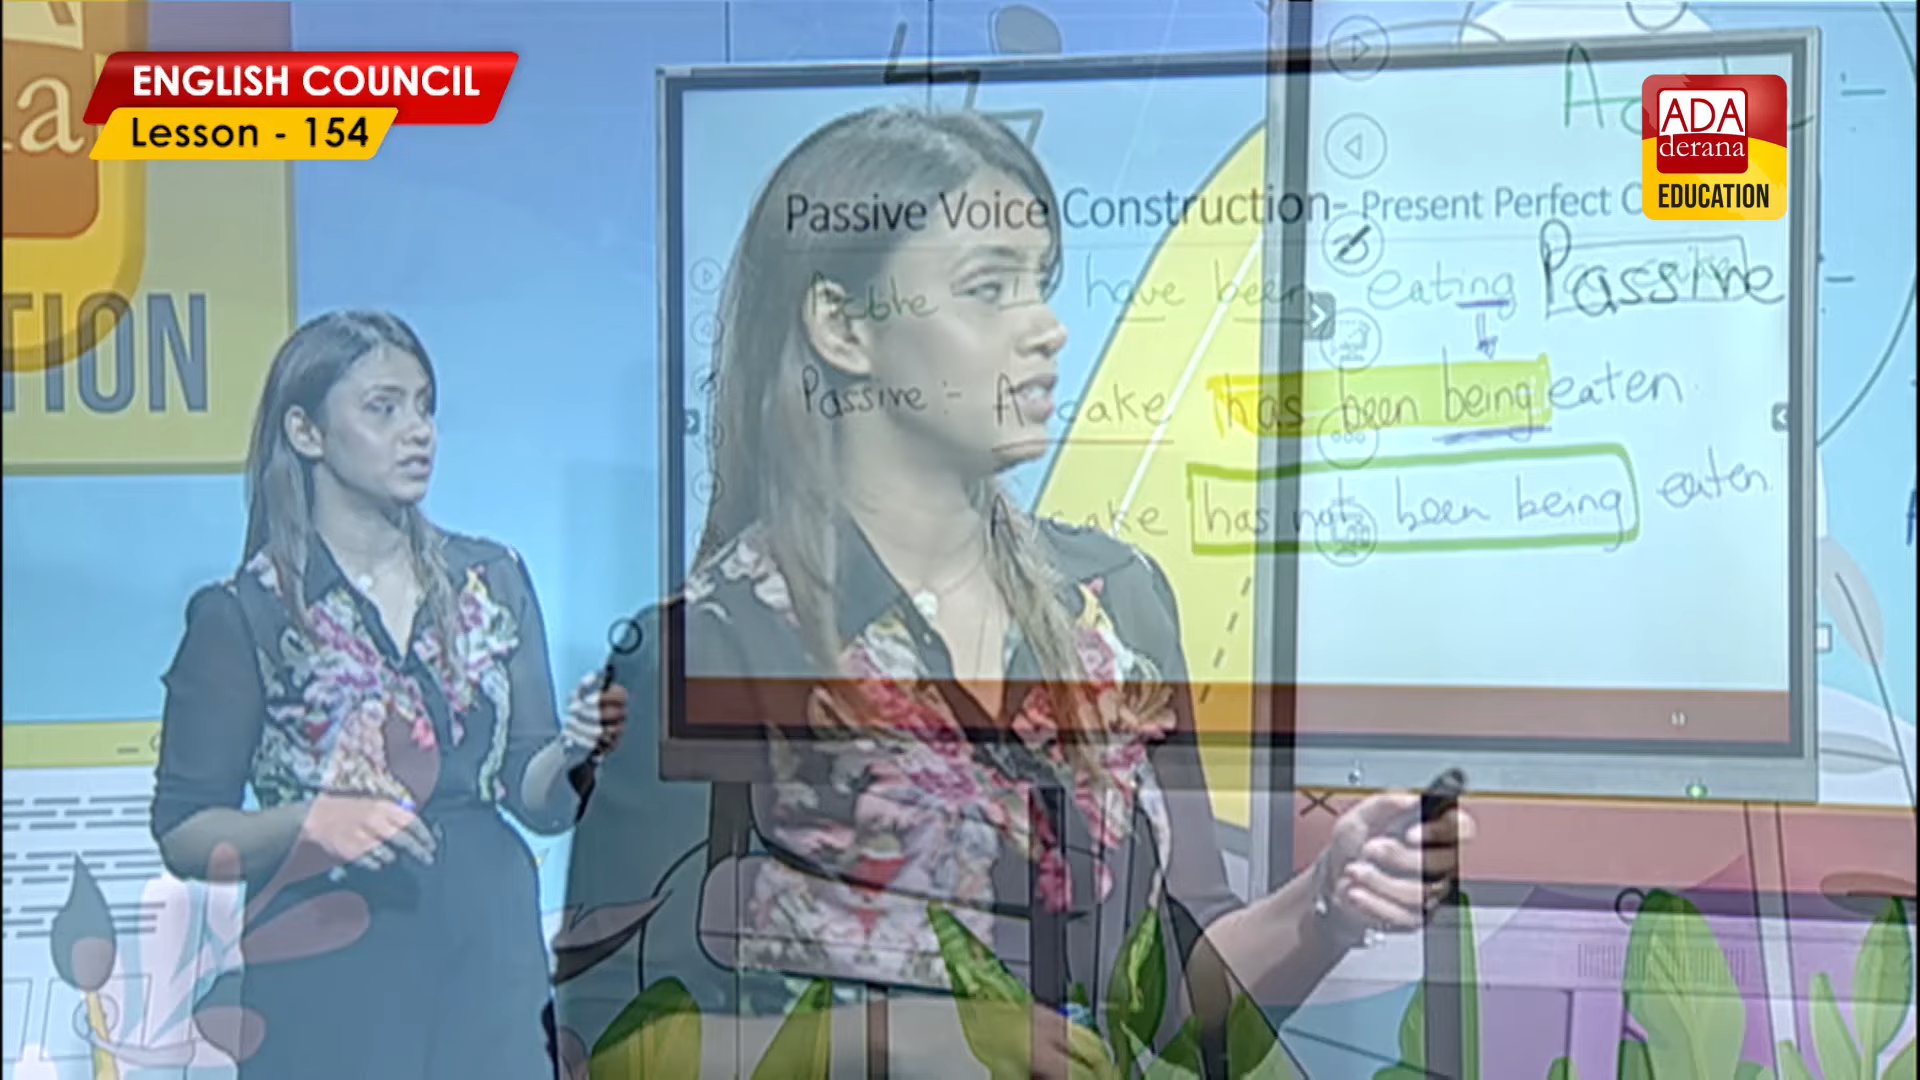 ENGLISH COUNCIL
Lesson - 154
ADA
derana
EDUCATION
TION
Passive Voice Construction- Present Perfect C
have been eating
Passive
Passive :- A cake has been being eaten.
A cake has not been being eaten